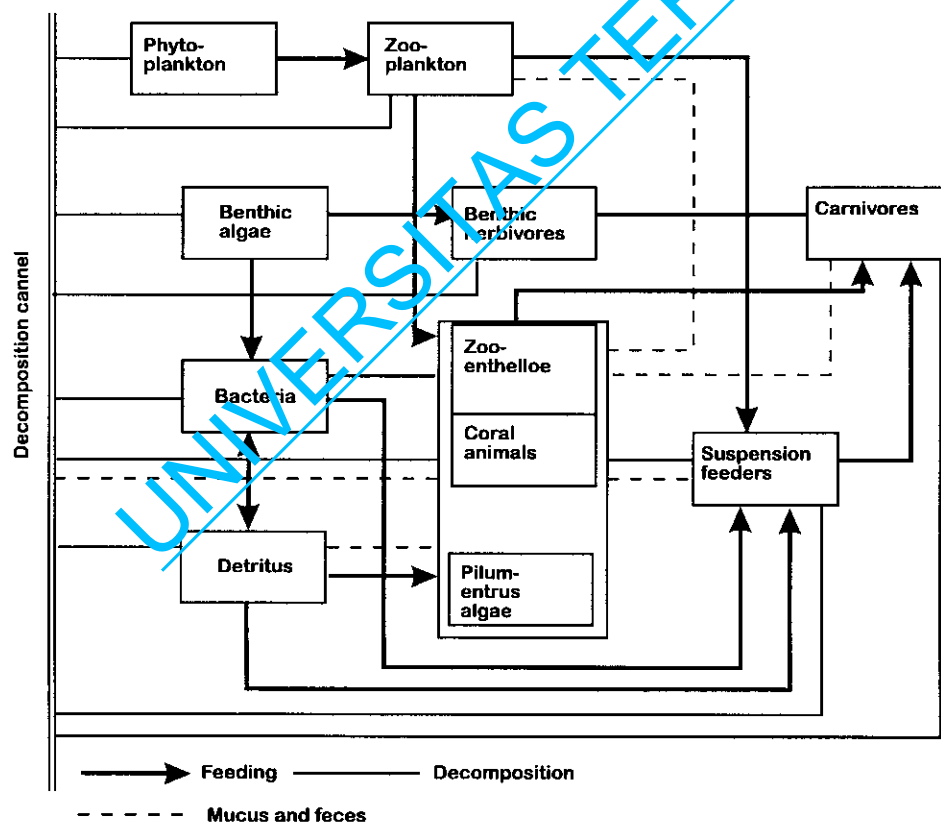 Phyto-
plankton
Zoo-
plankton
Benthic
algae
Benthic
herbivores
Carnivores
Decomposition cannel
Zoo-
enthelloe
Bacteria
Coral
animals
Suspension
feeders
Detritus
Pilum-
entrus
algae
Feeding
Decomposition
Mucus and feces
UNIVERSITAS